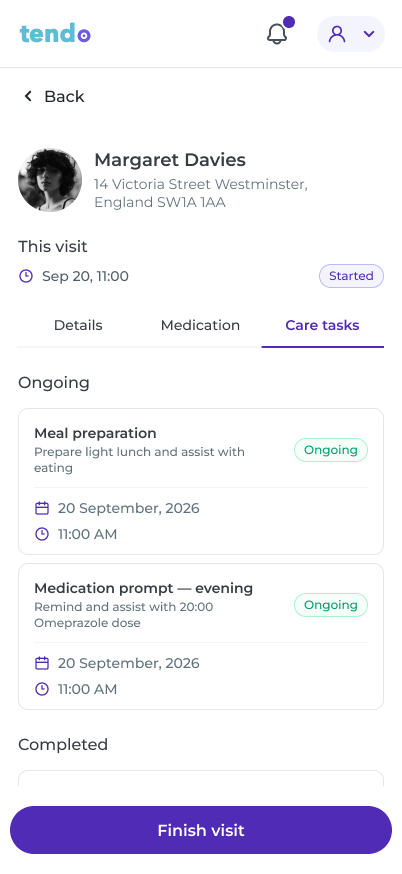 tendo
Back
Margaret Davies
14 Victoria Street Westminster,
England SW1A 1AA
This visit
Sep 20, 11:00
Started
Details
Medication
Care tasks
Ongoing
Meal preparation
Prepare light lunch and assist with
eating
Ongoing
20 September, 2026
11:00 AM
Medication prompt — evening
Remind and assist with 20:00
Omeprazole dose
Ongoing
20 September, 2026
11:00 AM
Completed
Finish visit